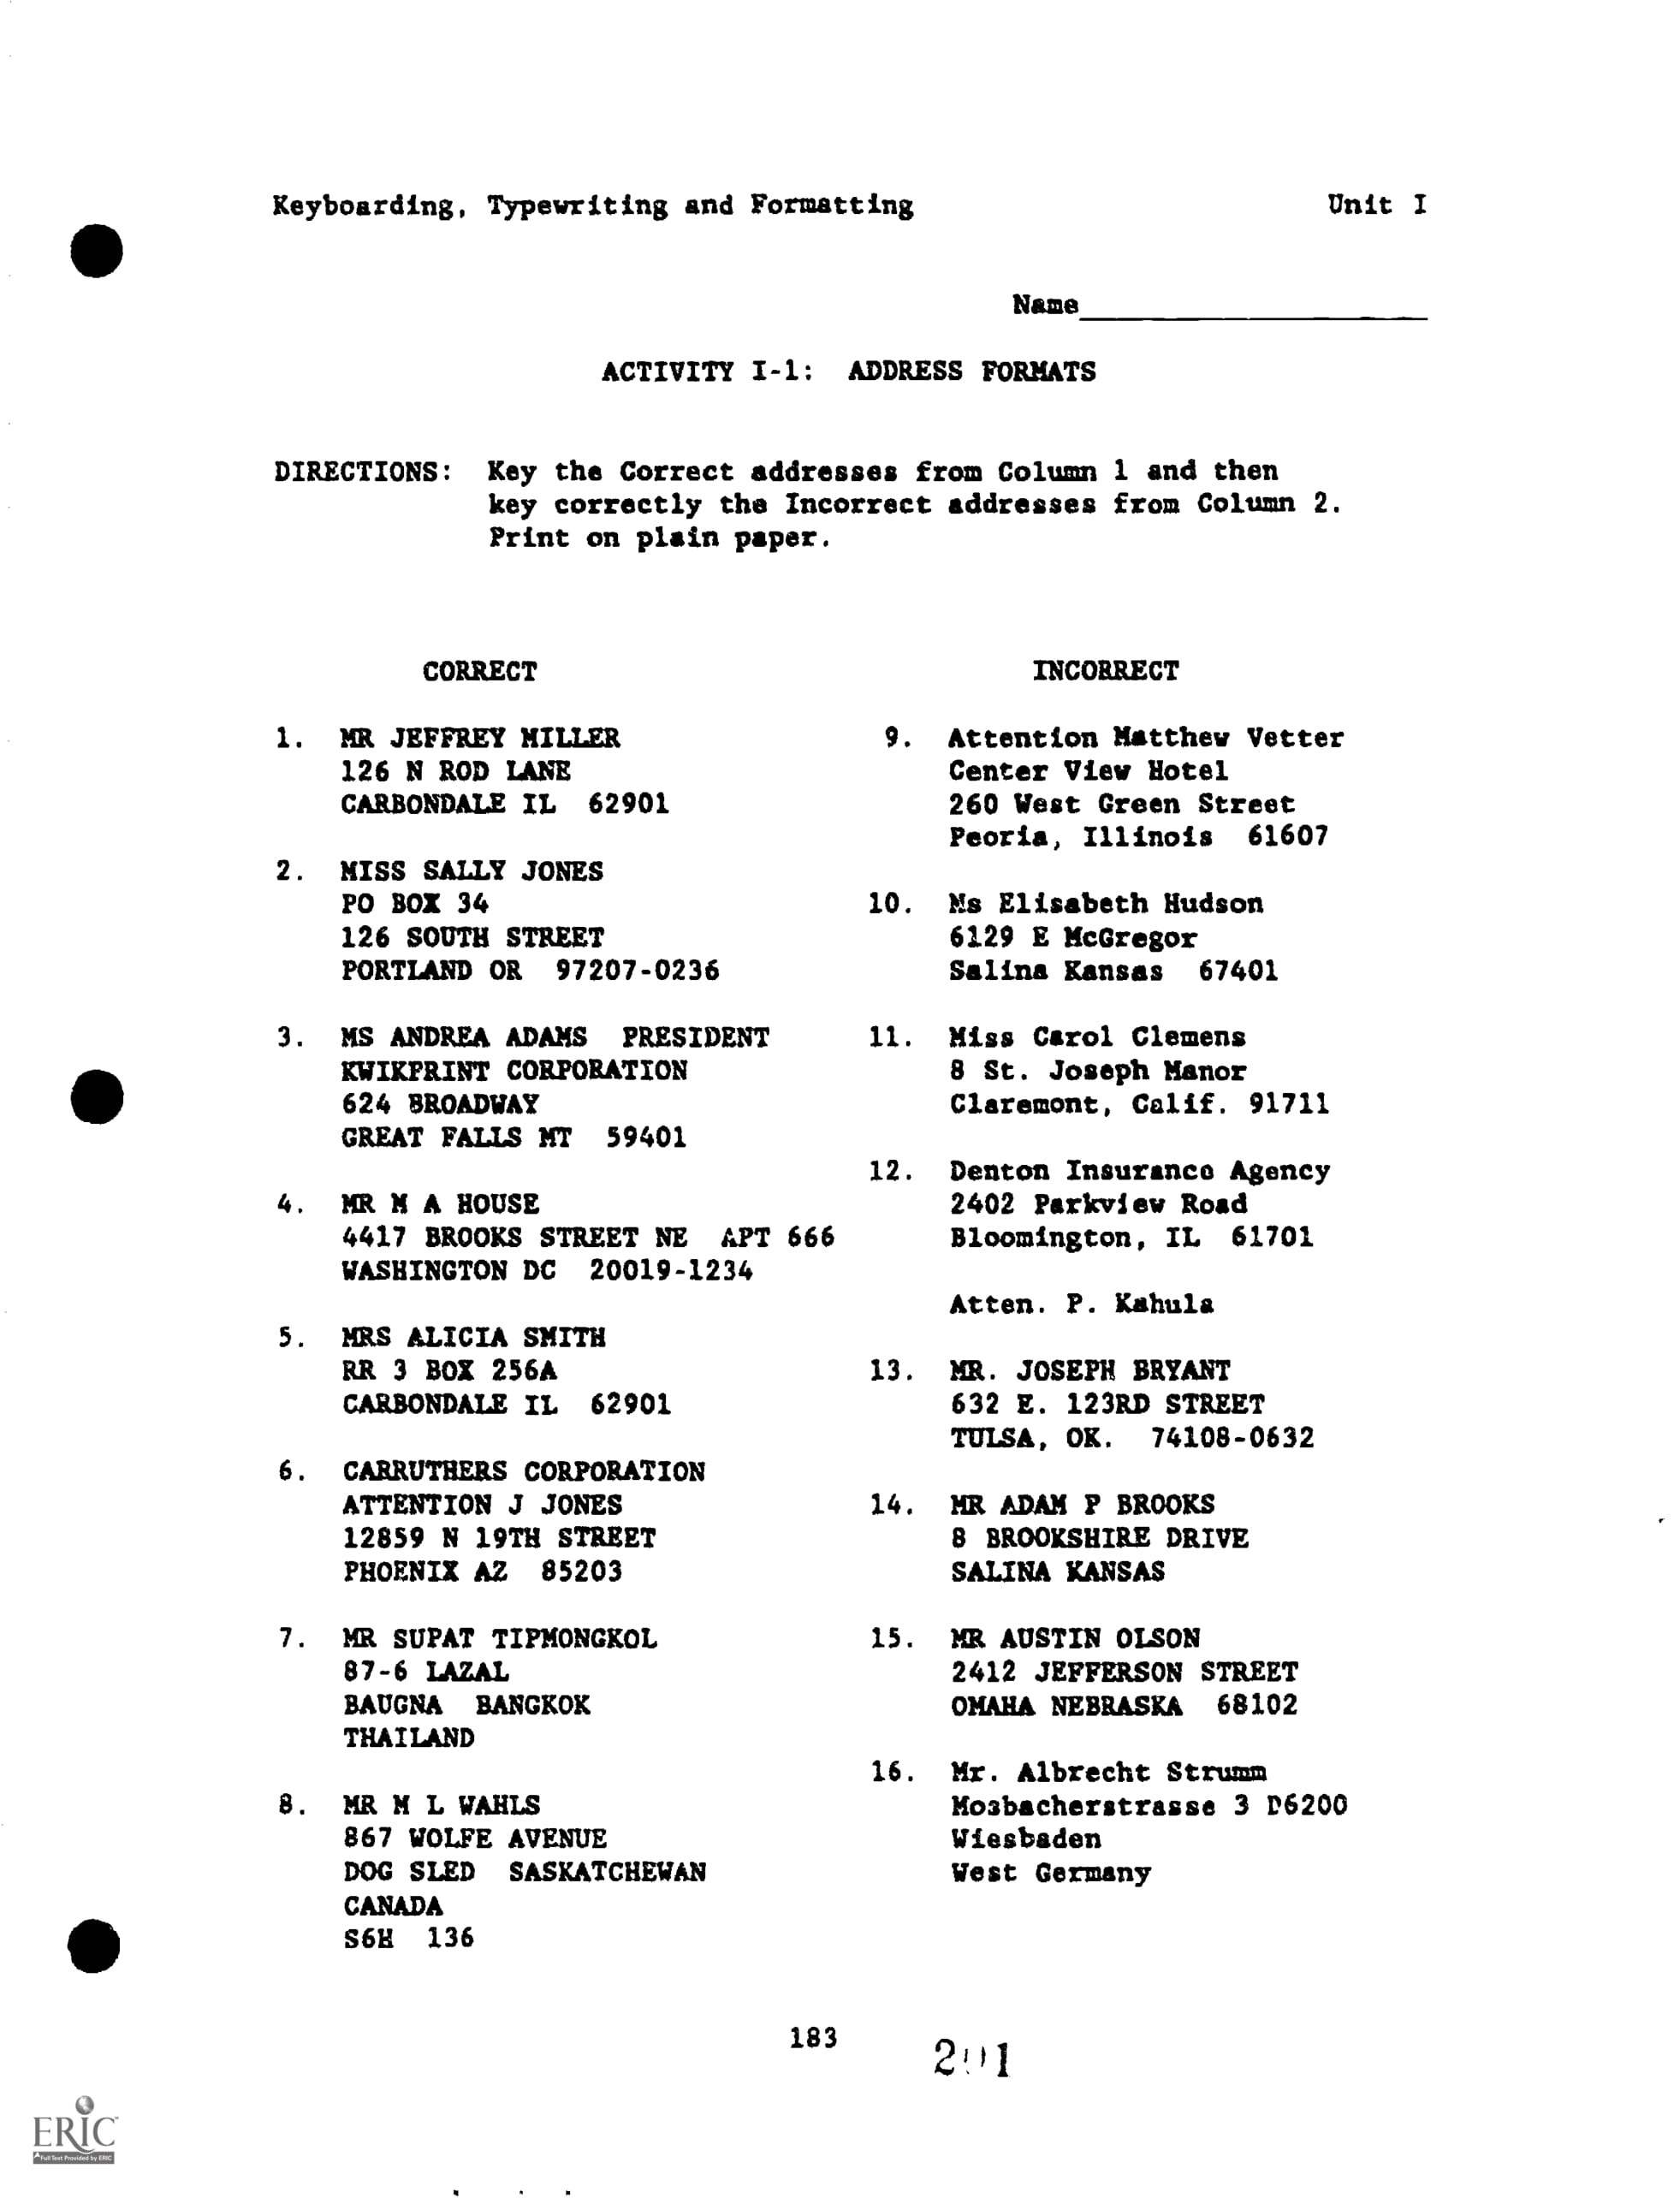 Keyboarding, Typewriting and Formatting Unit I
Name
ACTIVITY I-1: ADDRESS FORMATS
DIRECTIONS: Key the Correct addresses from Column 1 and then
key correctly the Incorrect addresses from Column 2.
Print on plain paper.
CORRECT
1. MR JEFFREY MILLER
126 N ROD LANE
CARBONDALE IL 62901
2. MISS SALLY JONES
PO BOX 34
126 SOUTH STREET
PORTLAND OR 97207-0236
3. MS ANDREA ADAMS PRESIDENT
KWIKPRINT CORPORATION
624 BROADWAY
GREAT FALLS MT 59401
4. MR M A HOUSE
4417 BROOKS STREET NE APT 666
WASHINGTON DC 20019-1234
5. MRS ALICIA SMITH
RR 3 BOX 256A
CARBONDALE IL 62901
6. CARRUTHERS CORPORATION
ATTENTION J JONES
12859 N 19TH STREET
PHOENIX AZ 85203
7. MR SUPAT TIPMONGKOL
87-6 LAZAL
BAUGNA BANGKOK
THAILAND
8. MR M L WAHLS
867 WOLFE AVENUE
DOG SLED SASKATCHEWAN
CANADA
S6H 136
INCORRECT
9. Attention Matthew Vetter
Center View Hotel
260 West Green Street
Peoria, Illinois 61607
10. Ms Elisabeth Hudson
6129 E McGregor
Salina Kansas 67401
11. Miss Carol Clemens
8 St. Joseph Manor
Claremont, Calif. 91711
12. Denton Insurance Agency
2402 Parkview Road
Bloomington, IL 61701
Atten. P. Kahula
13. MR. JOSEPH BRYANT
632 E. 123RD STREET
TULSA, OK. 74108-0632
14. MR ADAM P BROOKS
8 BROOKSHIRE DRIVE
SALINA KANSAS
15. MR AUSTIN OLSON
2412 JEFFERSON STREET
OMAHA NEBRASKA 68102
16. Mr. Albrecht Strumm
Mosbacherstrasse 3 D6200
Wiesbaden
West Germany
183
201
ERIC
Full Text Provided by ERIC